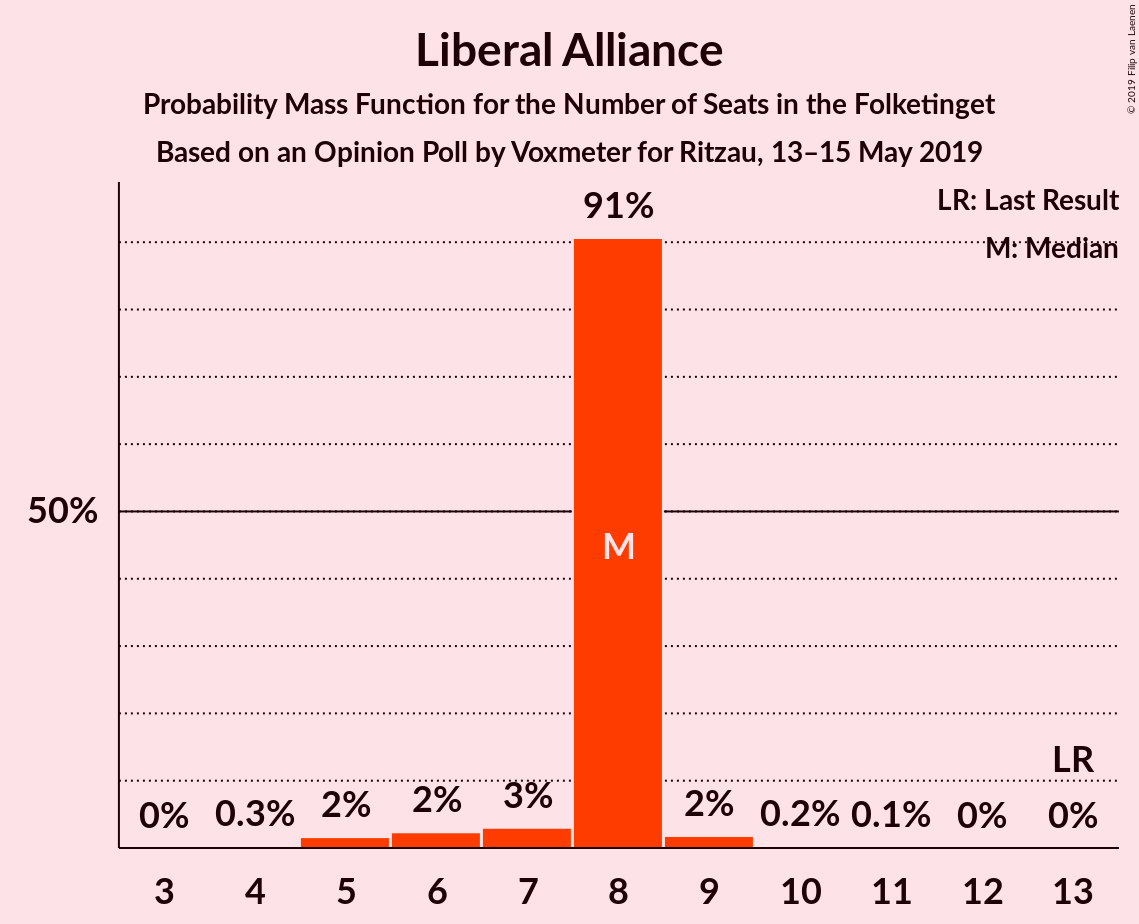 Liberal Alliance
Probability Mass Function for the Number of Seats in the Folketinget
Based on an Opinion Poll by Voxmeter for Ritzau, 13–15 May 2019
© 2019 Filip van Laenen
LR: Last Result
M: Median
91%
50%
M
LR
0% 0.3% 2% 2% 3% 2% 0.2% 0.1% 0% 0%
3 4 5 6 7 8 9 10 11 12 13